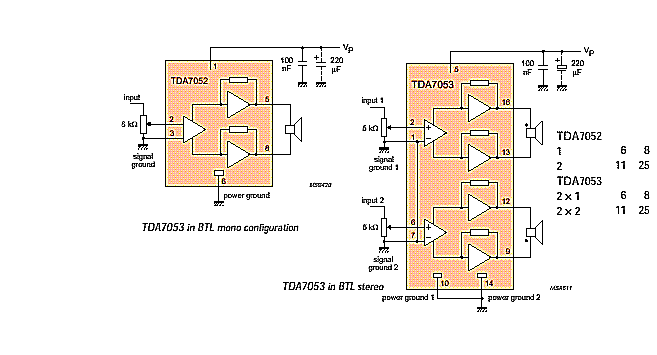 VP
1
100
nF
220
µF
TDA7052
input
5
2
5 kΩ
3
signal
ground
8
6
power ground
TDA7053 in BTL mono configuration
VP
5
100
nF
220
µF
TDA7053
input 1
16
2
5 kΩ
1
signal
ground 1
13
input 2
12
6
5 kΩ
7
signal
ground 2
9
TDA7053 in BTL stereo
10
14
power ground 1
power ground 2
TDA7052
1 6 8
2 11 25
TDA7053
2 x 1 6 8
2 x 2 11 25